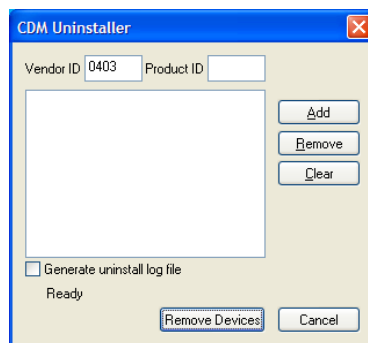 CDM Uninstaller
Vendor ID 0403 Product ID
Add
Remove
Clear
Generate uninstall log file
Ready
Remove Devices Cancel